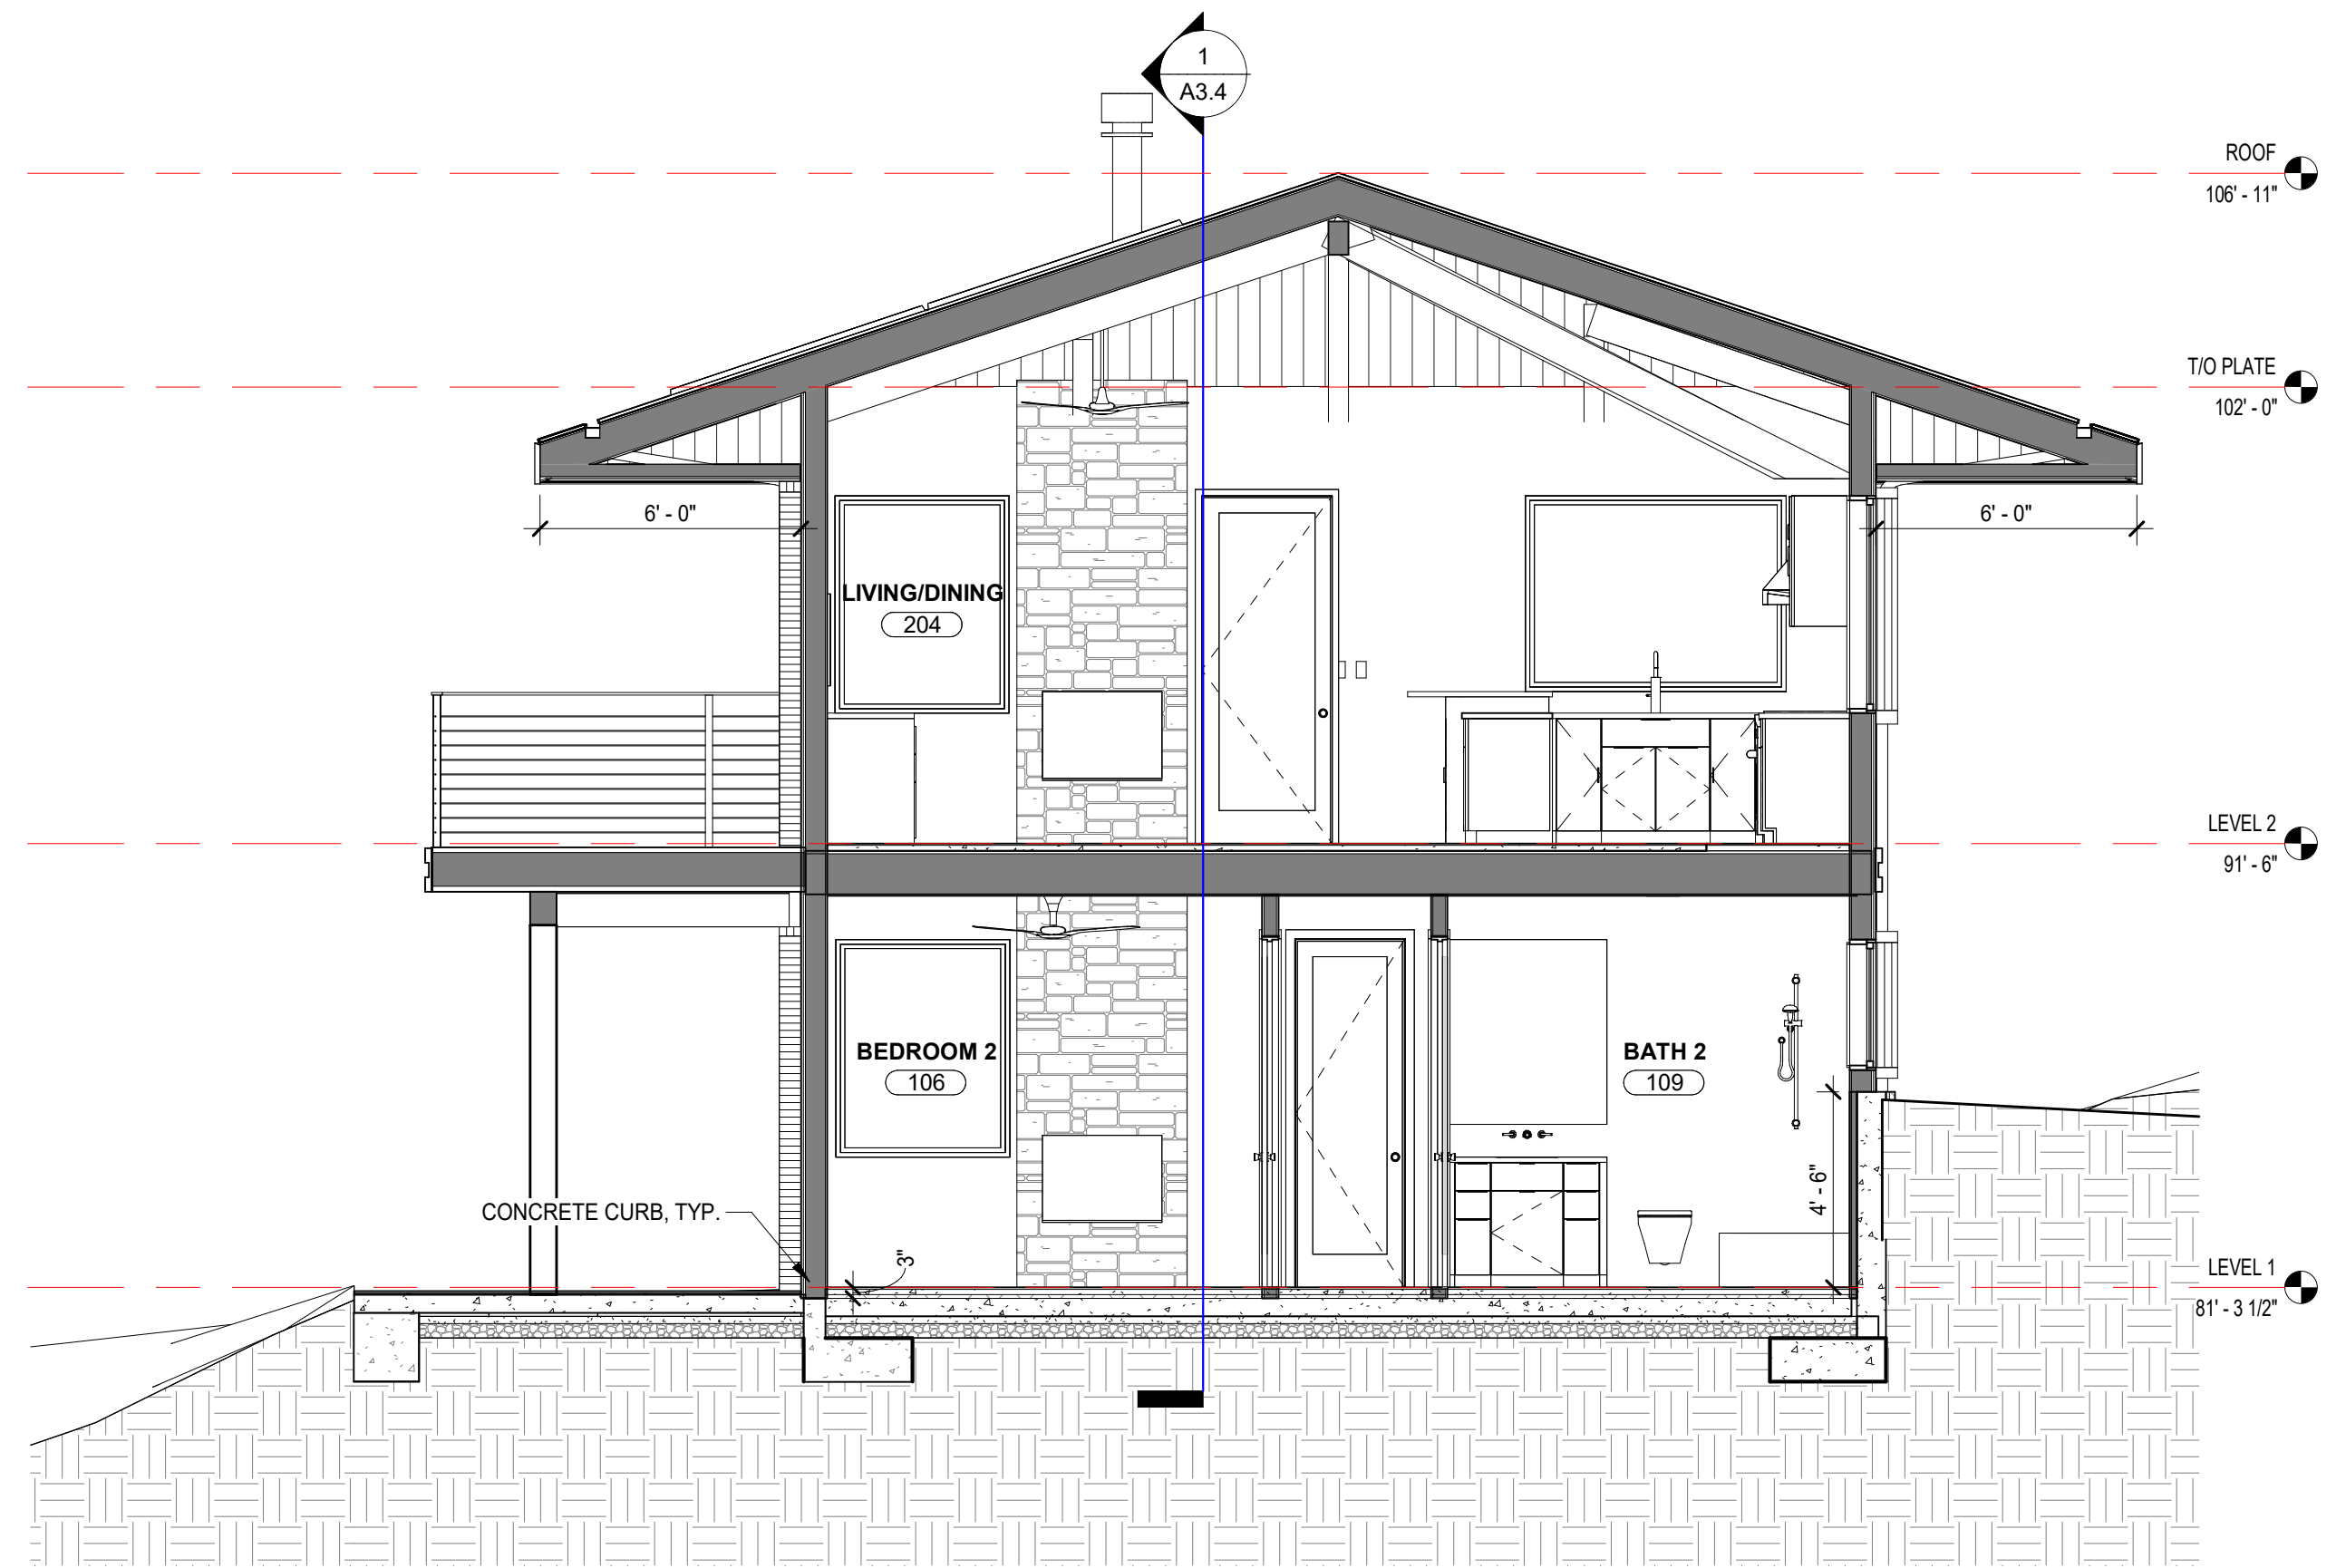 1
A3.4
ROOF
106' - 11"
T/O PLATE
102' - 0"
6' - 0"
6' - 0"
LIVING/DINING
204
LEVEL 2
91' - 6"
BEDROOM 2
106
BATH 2
109
4' - 6"
CONCRETE CURB, TYP.
3"
LEVEL 1
81' - 3 1/2"